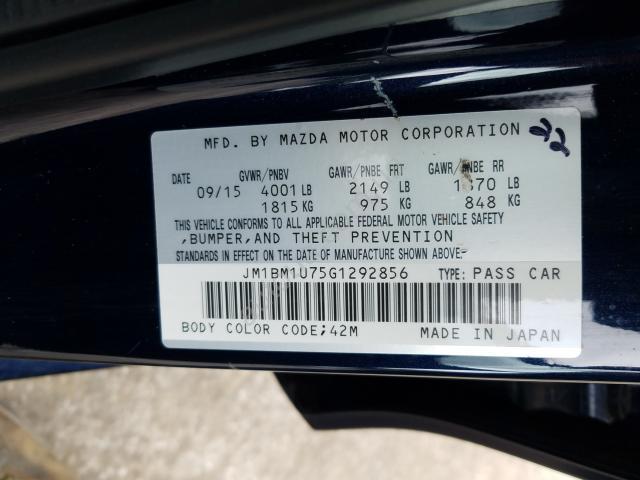 MFD. BY MAZDA MOTOR CORPORATION 22
DATE GVWR/PNBV GAWR/PNBE FRT GAWR/PNBE RR
09/15 4001 LB 2149 LB LB
1815 KG 975 KG 848 KG
THIS VEHICLE CONFORMS TO ALL APPLICABLE FEDERAL MOTOR VEHICLE SAFETY
,BUMPER,AND THEFT PREVENTION
STANDARDS IN EFFECT ON THE DATE OF MANUFACTURE SHOWN ABOVE-
JM1BM1U75G1292856 TYPE: PASS CAR
BODY COLOR CODE;42M MADE IN JAPAN